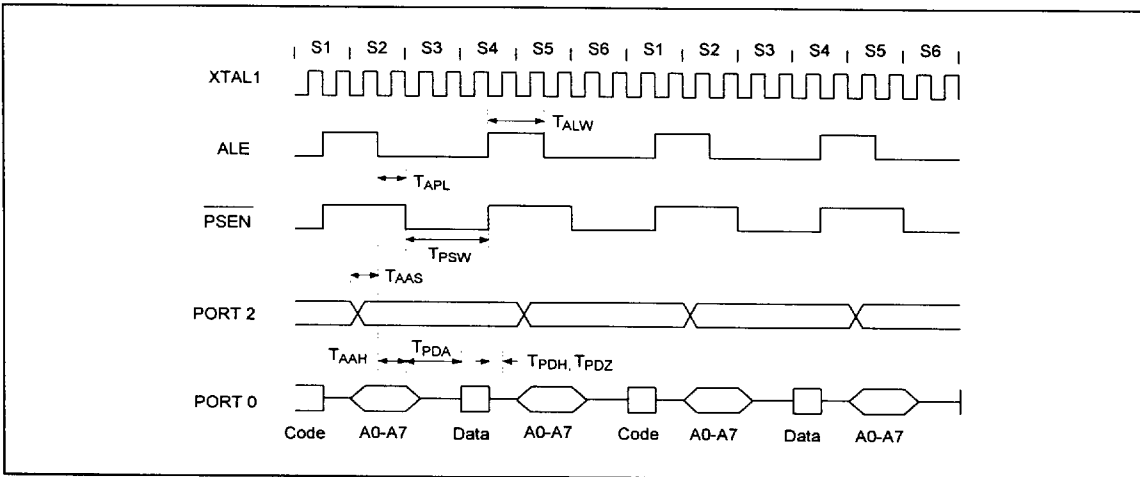 S1 S2 S3 S4 S5 S6 S1 S2 S3 S4 S5 S6
XTAL1
TALW
ALE
TAPL
PSEN
TPSW
TAAS
PORT 2
TAAH TPDA TPDH, TPDZ
PORT 0
Code A0-A7 Data A0-A7 Code A0-A7 Data A0-A7